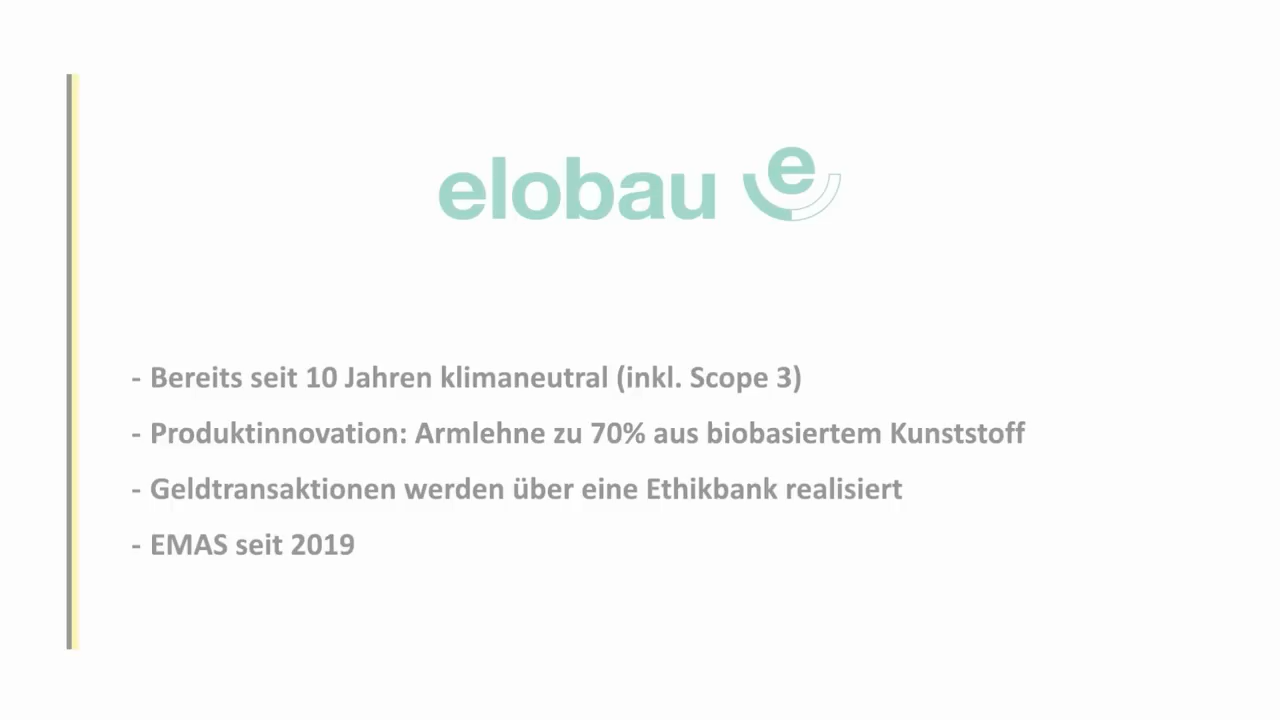 elobau e
- Bereits seit 10 Jahren klimaneutral (inkl. Scope 3)
- Produktinnovation: Armlehne zu 70% aus biobasiertem Kunststoff
- Geldtransaktionen werden über eine Ethikbank realisiert
- EMAS seit 2019